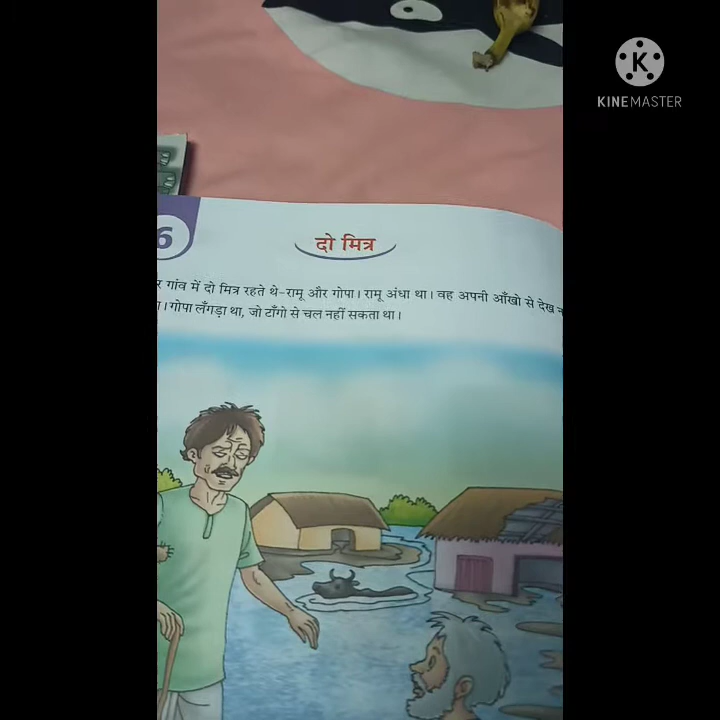 KINEMASTER
6
दो मित्र
र गांव में दो मित्र रहते थे-रामू और गोपा। रामू अंधा था। वह अपनी आँखो से देख न
ा। गोपा लँगड़ा था, जो टाँगो से चल नहीं सकता था।